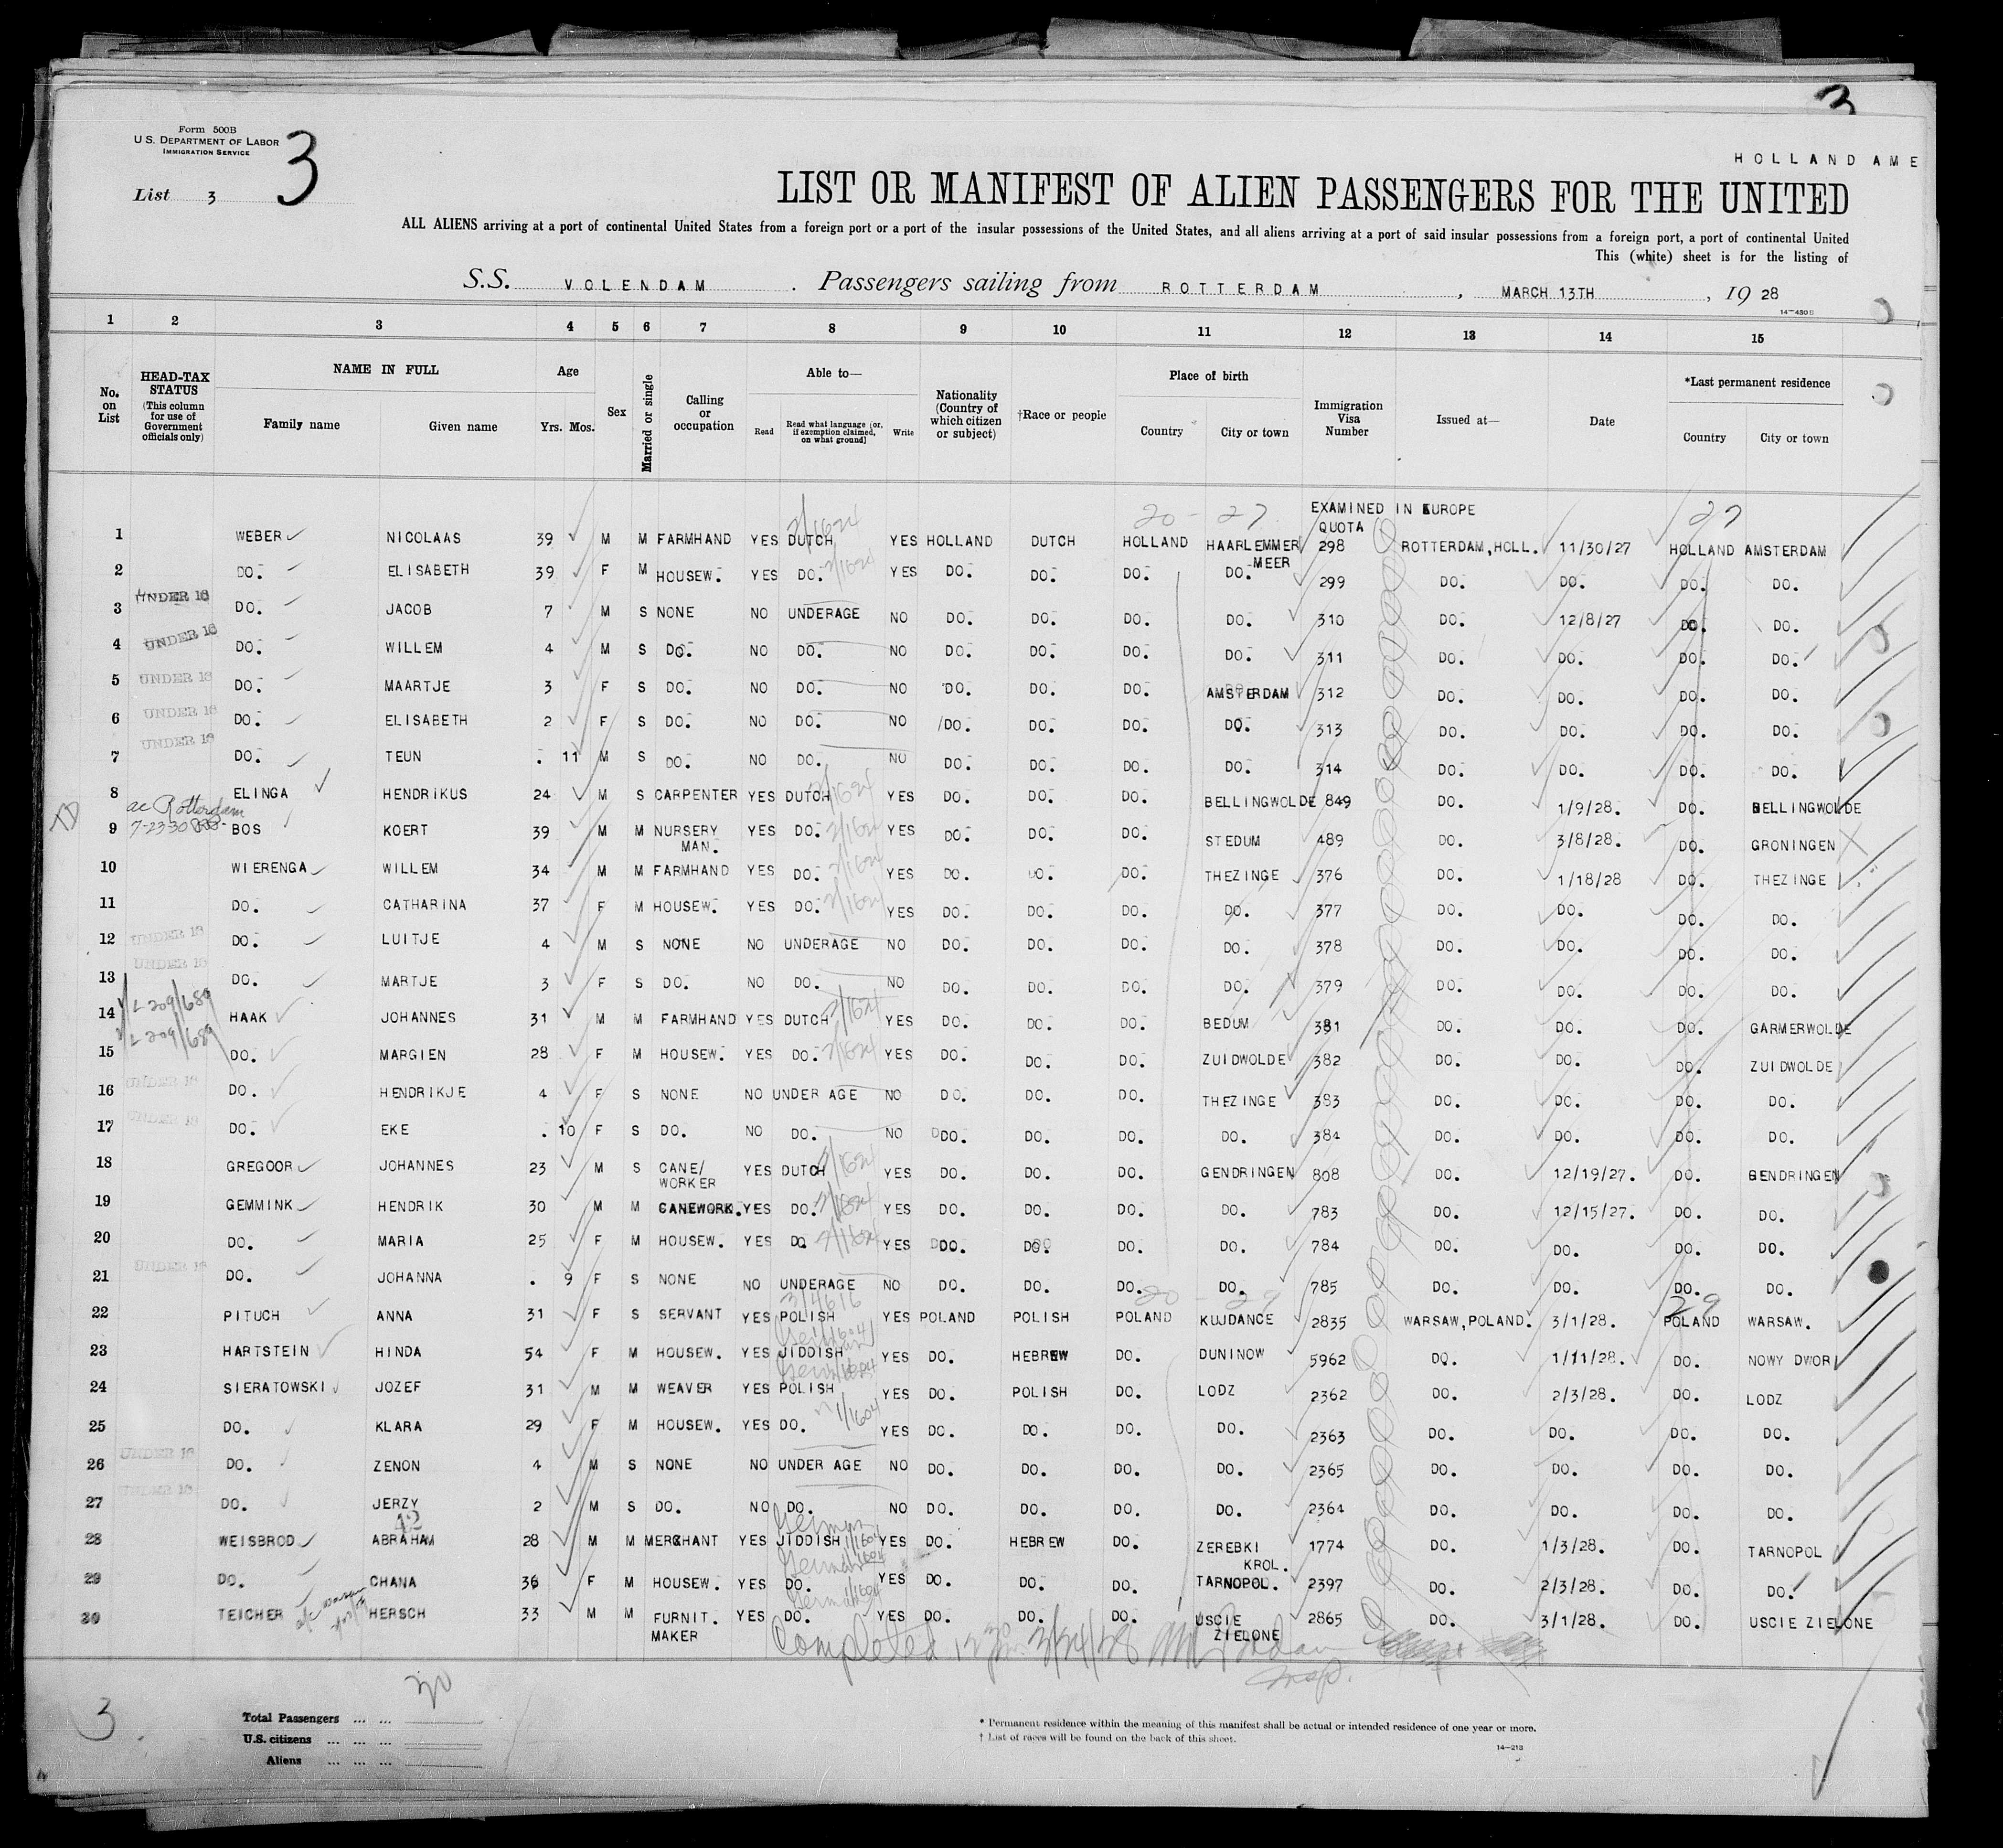 3
Form 500B
U.S. DEPARTMENT OF LABOR
IMMIGRATION SERVICE
3
HOLLAND AME
List 3
LIST OR MANIFEST OF ALIEN PASSENGERS FOR THE UNITED
ALL ALIENS arriving at a port of continental United States from a foreign port or a port of the insular possessions of the United States, and all aliens arriving at a port of said insular possessions from a foreign port, a port of continental United
This (white) sheet is for the listing of
S.S. VOLENDAM. Passengers sailing from ROTTERDAM, MARCH 13TH, 19 28
14-430B
1 2 3 4 5 6 7 8 9 10 11 12 13 14 15
No. on List
HEAD-TAX STATUS (This column for use of Government officials only)
NAME IN FULL
Family name Given name
Age
Yrs. Mos.
Sex
Married or single
Calling or occupation
Able to—
Read Read what language (or, if exemption claimed, on what ground) Write
Nationality (Country of which citizen or subject)
†Race or people
Place of birth
Country City or town
Immigration Visa Number
Issued at—
Date
*Last permanent residence
Country City or town
20 - 27 EXAMINED IN EUROPE 27
QUOTA
1 WEBER NICOLAAS 39 M M FARMHAND YES DUTCH YES HOLLAND DUTCH HOLLAND HAARLEMMER-MEER 298 ROTTERDAM, HOLL. 11/30/27 HOLLAND AMSTERDAM
2 DO. ELISABETH 39 F M HOUSEW. YES DO. YES DO. DO. DO. DO. 299 DO. DO. DO. DO.
3 UNDER 16 DO. JACOB 7 M S NONE NO UNDERAGE NO DO. DO. DO. DO. 310 DO. 12/8/27 DO. DO.
4 UNDER 16 DO. WILLEM 4 M S DO. NO DO. NO DO. DO. DO. DO. 311 DO. DO. DO. DO.
5 UNDER 16 DO. MAARTJE 3 F S DO. NO DO. NO DO. DO. DO. AMSTERDAM 312 DO. DO. DO. DO.
6 UNDER 16 DO. ELISABETH 2 F S DO. NO DO. NO DO. DO. DO. DO. 313 DO. DO. DO. DO.
7 UNDER 16 DO. TEUN . 11 M S DO. NO DO. NO DO. DO. DO. DO. 314 DO. DO. DO. DO.
8 ELINGA HENDRIKUS 24 M S CARPENTER YES DUTCH YES DO. DO. DO. BELLINGWOLDE 849 DO. 1/9/28. DO. BELLINGWOLDE
ac Rotterdam
7-23-30
9 BOS KOERT 39 M M NURSERY MAN. YES DO. YES DO. DO. DO. STEDUM 489 DO. 3/8/28. DO. GRONINGEN
10 WIERENGA WILLEM 34 M M FARMHAND YES DO. YES DO. DO. DO. THEZINGE 376 DO. 1/18/28 DO. THEZINGE
11 DO. CATHARINA 37 F M HOUSEW. YES DO. YES DO. DO. DO. DO. 377 DO. DO. DO. DO.
12 UNDER 16 DO. LUITJE 4 M S NONE NO UNDERAGE NO DO. DO. DO. DO. 378 DO. DO. DO. DO.
13 UNDER 16 DO. MARTJE 3 F S DO. NO DO. NO DO. DO. DO. DO. 379 DO. DO. DO. DO.
14 V/L 209/689 HAAK JOHANNES 31 M M FARMHAND YES DUTCH YES DO. DO. DO. BEDUM 381 DO. DO. DO. GARMERWOLDE
15 V/L 209/689 DO. MARGIEN 28 F M HOUSEW. YES DO. YES DO. DO. DO. ZUIDWOLDE 382 DO. DO. DO. ZUIDWOLDE
16 UNDER 16 DO. HENDRIKJE 4 F S NONE NO UNDER AGE NO DO. DO. DO. THEZINGE 383 DO. DO. DO. DO.
17 UNDER 16 DO. EKE . 10 F S DO. NO DO. NO DO. DO. DO. DO. 384 DO. DO. DO. DO.
18 GREGOOR JOHANNES 23 M S CANE/WORKER YES DUTCH YES DO. DO. DO. GENDRINGEN 808 DO. 12/19/27. DO. BENDRINGEN
19 GEMMINK HENDRIK 30 M M CANEWORK. YES DO. YES DO. DO. DO. DO. 783 DO. 12/15/27. DO. DO.
20 DO. MARIA 25 F M HOUSEW. YES DO. YES DO. DO. DO. DO. 784 DO. DO. DO. DO.
21 UNDER 16 DO. JOHANNA . 9 F S NONE NO UNDERAGE NO DO. DO. DO. DO. 785 DO. DO. DO. DO.
20 - 29 29
22 PITUCH ANNA 31 F S SERVANT YES POLISH YES POLAND POLISH POLAND KUJDANCE 2835 WARSAW, POLAND. 3/1/28. POLAND WARSAW.
23 HARTSTEIN HINDA 54 F M HOUSEW. YES JIDDISH YES DO. HEBREW DO. DUNINOW 5962 DO. 1/11/28. DO. NOWY DWOR
24 SIERATOWSKI JOZEF 31 M M WEAVER YES POLISH YES DO. POLISH DO. LODZ 2362 DO. 2/3/28. DO. LODZ
25 DO. KLARA 29 F M HOUSEW. YES DO. YES DO. DO. DO. DO. 2363 DO. DO. DO. DO.
26 UNDER 16 DO. ZENON 4 M S NONE NO UNDER AGE NO DO. DO. DO. DO. 2365 DO. DO. DO. DO.
27 UNDER 16 DO. JERZY 2 M S DO. NO DO. NO DO. DO. DO. DO. 2364 DO. DO. DO. DO.
42
28 WEISBROD ABRAHAM 28 M M MERCHANT YES JIDDISH YES DO. HEBREW DO. ZEREBKI KROL. 1774 DO. 1/3/28. DO. TARNOPOL
29 DO. CHANA 36 F M HOUSEW. YES DO. YES DO. DO. DO. TARNOPOL. 2397 DO. 2/3/28. DO. DO.
30 TEICHER HERSCH 33 M M FURNIT. MAKER YES DO. YES DO. DO. DO. USCIE ZIELONE 2865 DO. 3/1/28. DO. USCIE ZIELONE
Completed 3/24/28
Insp.
30
3
Total Passengers ... ...
U.S. citizens ... ... ...
Aliens ... ... ...
* Permanent residence within the meaning of this manifest shall be actual or intended residence of one year or more.
† List of races will be found on the back of this sheet.
14-213